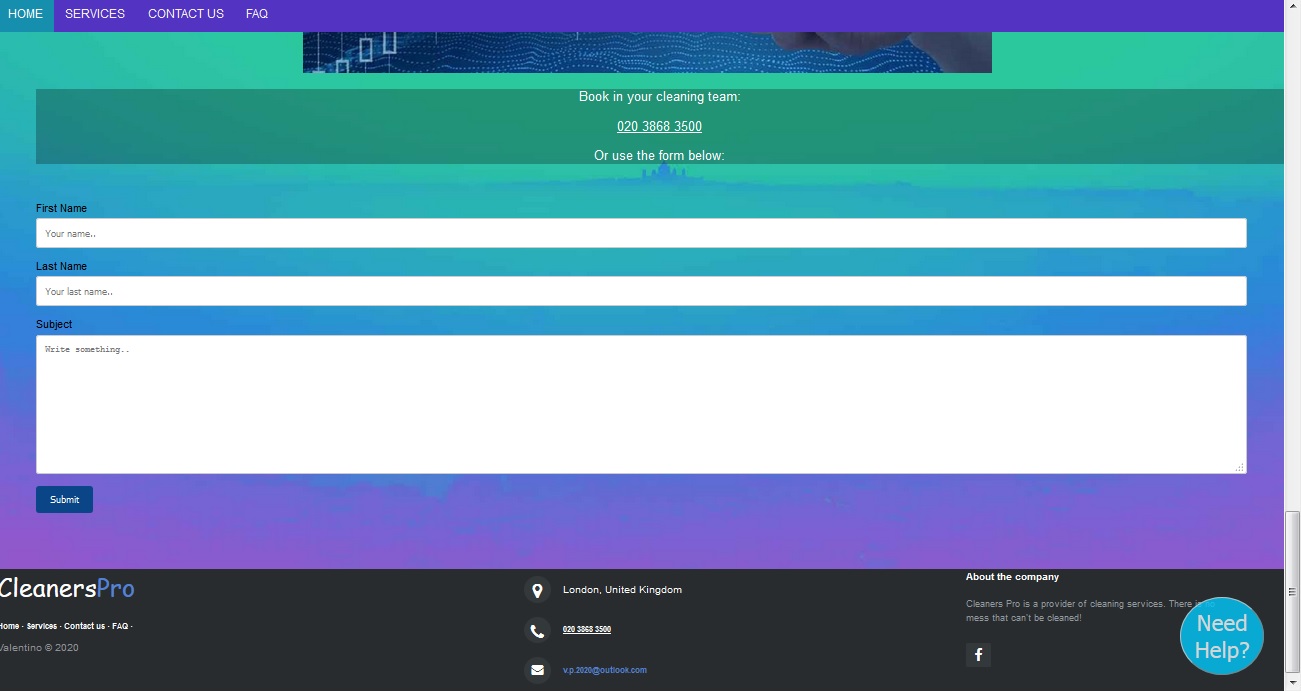 HOME SERVICES CONTACT US FAQ
Book in your cleaning team:
020 3868 3500
Or use the form below:
First Name
Your name..
Last Name
Your last name..
Subject
Write something..
Submit
CleanersPro
Home · Services · Contact us · FAQ ·
Valentino © 2020
London, United Kingdom
020 3868 3500
v.p.2020@outlook.com
About the company
Cleaners Pro is a provider of cleaning services. There is no
mess that can't be cleaned!
f
Need
Help?